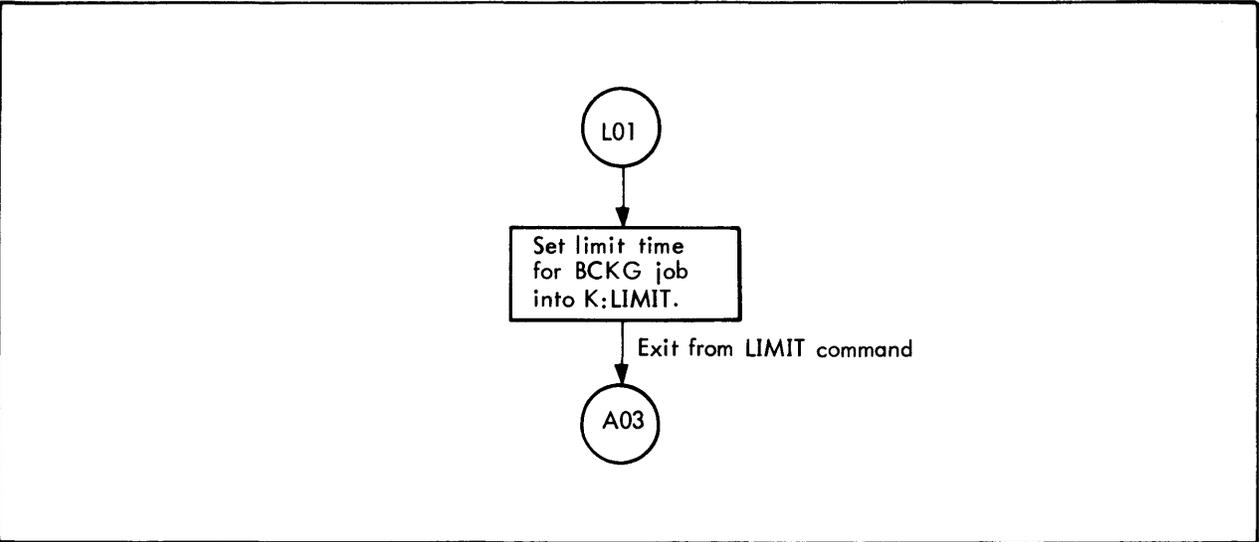 L01
Set limit time
for BCKG job
into K:LIMIT.
Exit from LIMIT command
A03